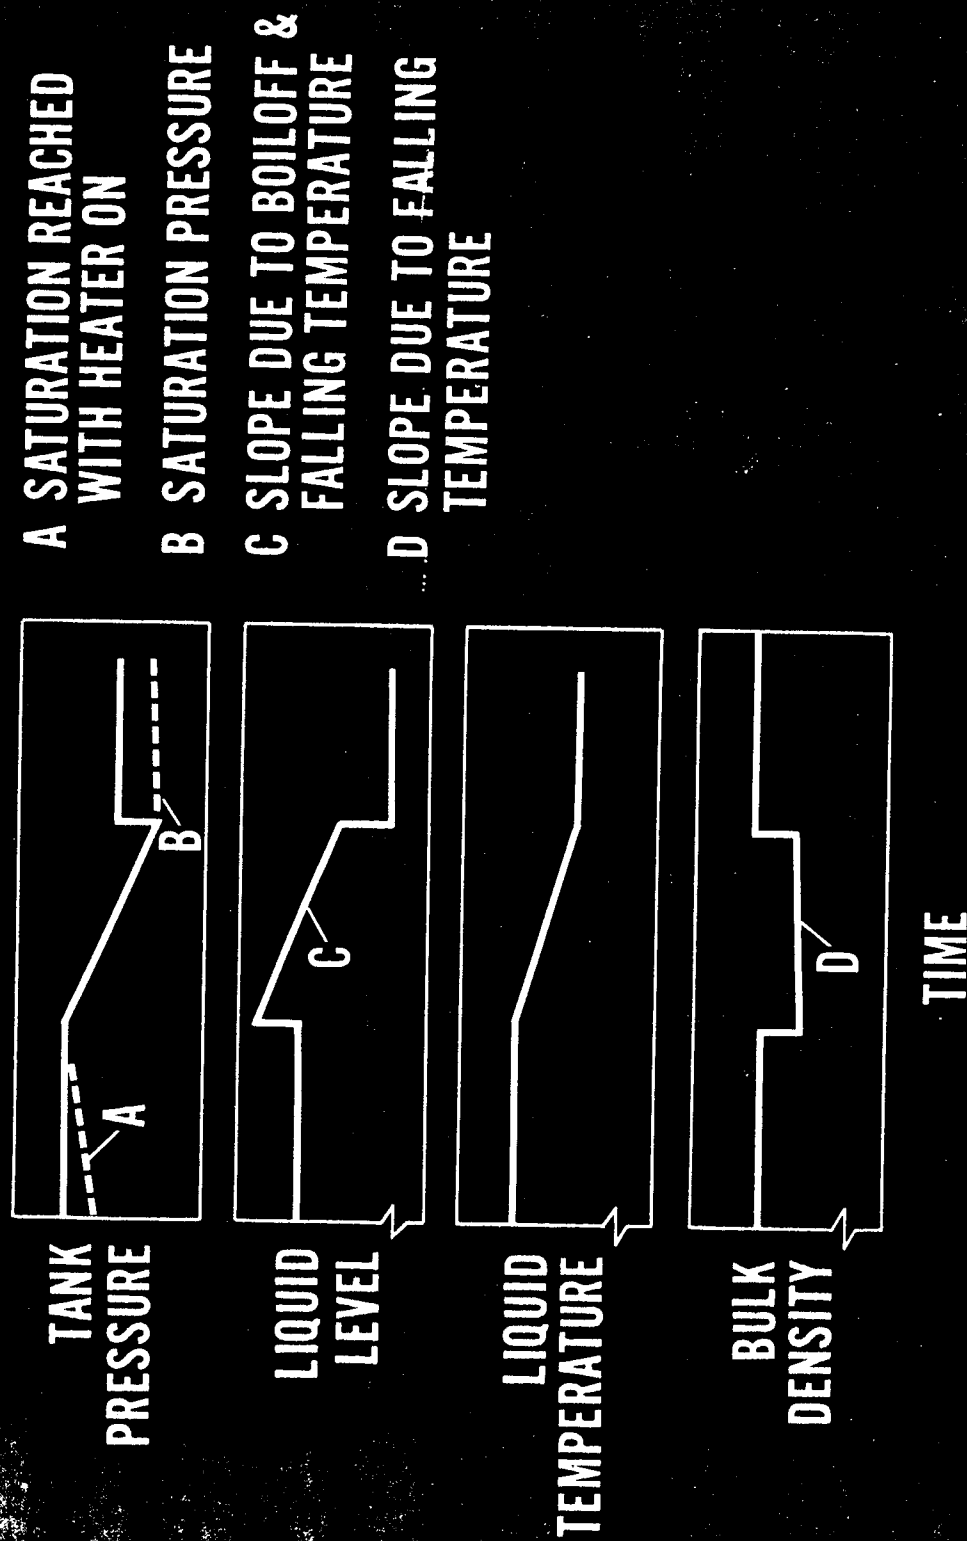 TANK
PRESSURE
A
B
LIQUID
LEVEL
C
LIQUID
TEMPERATURE
BULK
DENSITY
D
TIME
A SATURATION REACHED
WITH HEATER ON
B SATURATION PRESSURE
C SLOPE DUE TO BOILOFF &
FALLING TEMPERATURE
D SLOPE DUE TO FALLING
TEMPERATURE